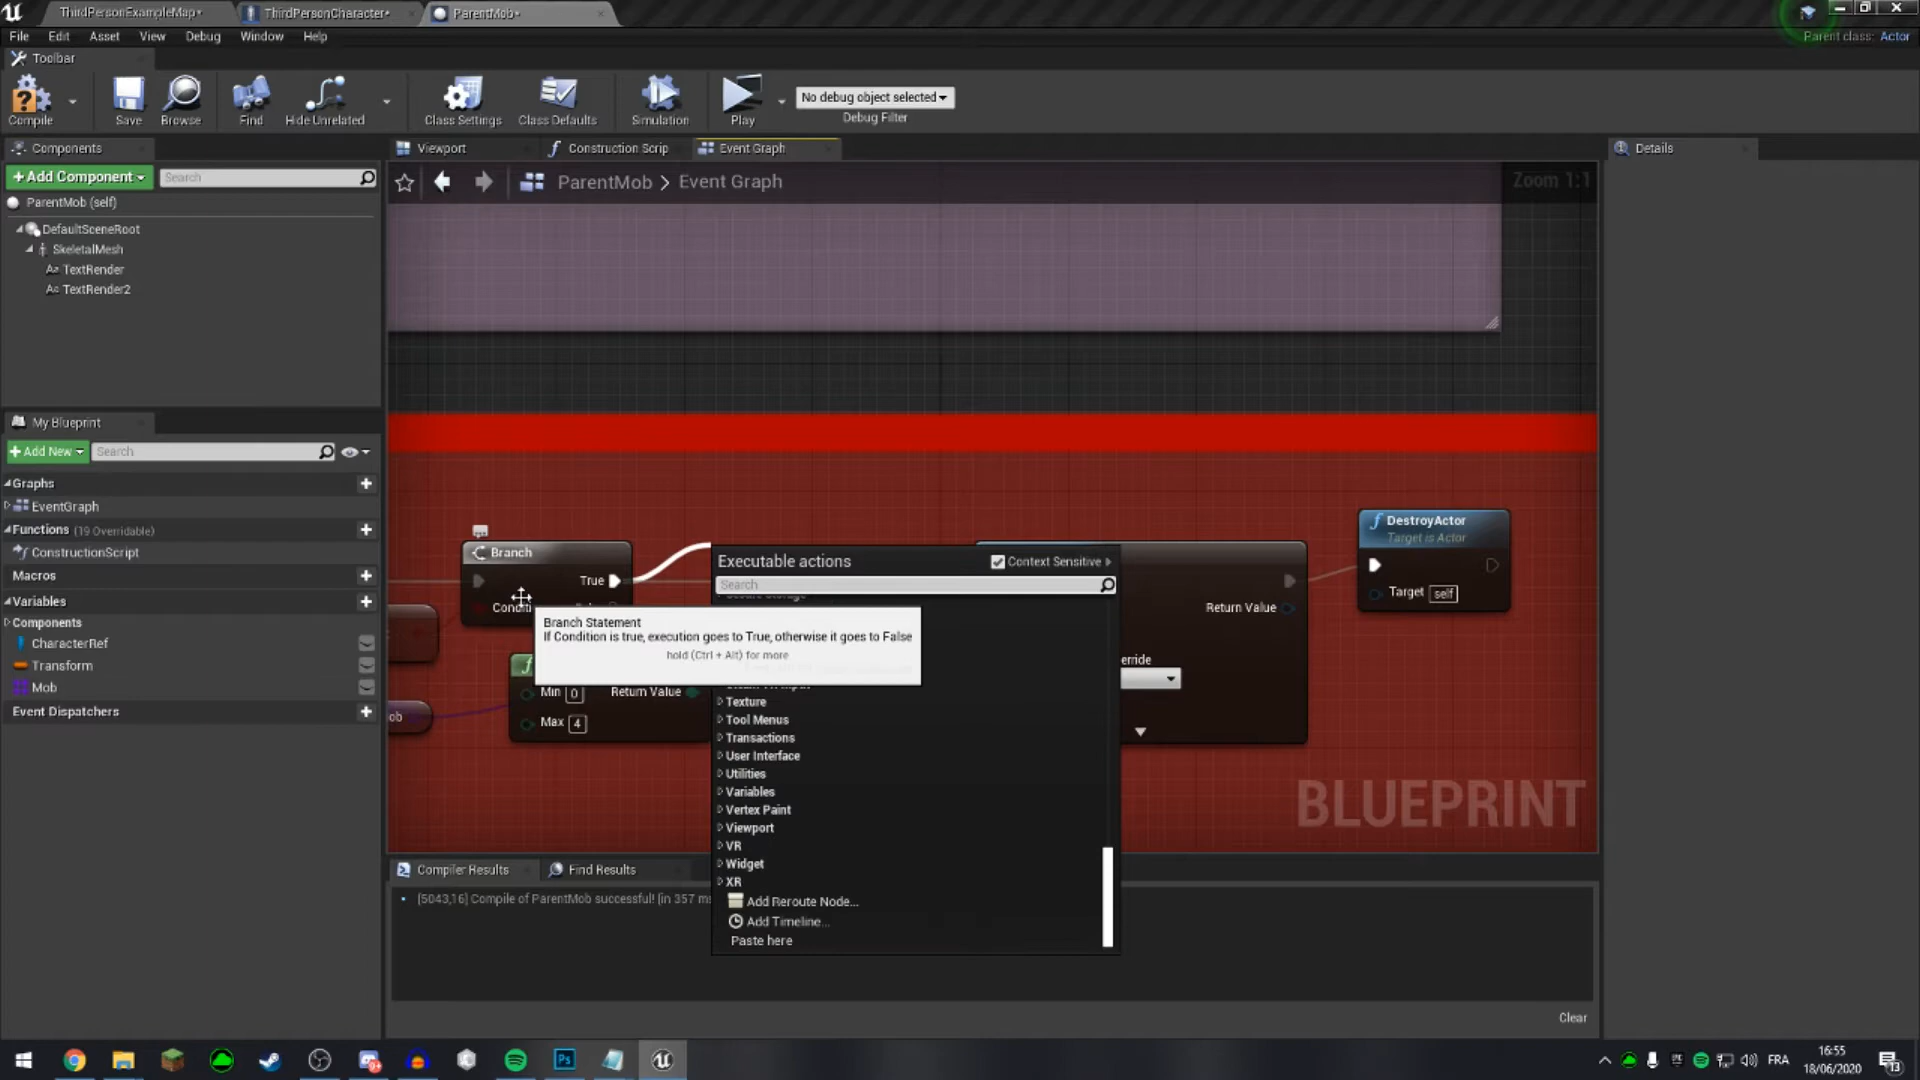 ThirdPersonExampleMap*
ThirdPersonCharacter*
ParentMob*
File
Edit
Asset
View
Debug
Window
Help
Parent class: Actor
Toolbar
Compile
Save
Browse
Find
Hide Unrelated
Class Settings
Class Defaults
Simulation
Play
No debug object selected
Debug Filter
Components
Viewport
Construction Scrip
Event Graph
Details
+Add Component
Search
ParentMob > Event Graph
Zoom 1:1
ParentMob (self)
DefaultSceneRoot
SkeletalMesh
TextRender
TextRender2
My Blueprint
+Add New
Search
Graphs
EventGraph
Functions (19 Overridable)
ConstructionScript
Macros
Variables
Components
CharacterRef
Transform
Mob
Event Dispatchers
Branch
True
Conditi
Executable actions
Context Sensitive
Search
Branch Statement
If Condition is true, execution goes to True, otherwise it goes to False
hold (Ctrl + Alt) for more
Min 0
Return Value
Max 4
ob
Texture
Tool Menus
Transactions
User Interface
Utilities
Variables
Vertex Paint
Viewport
VR
Widget
XR
Add Reroute Node...
Add Timeline...
Paste here
Return Value
erride
DestroyActor
Target is Actor
Target self
BLUEPRINT
Compiler Results
Find Results
[5043,16] Compile of ParentMob successful! [in 357 ms
Clear
Ps
FRA
16:55
18/06/2020
13